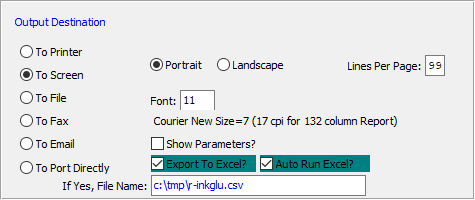 Output Destination
To Printer
To Screen
Portrait
Landscape
Lines Per Page: 99
To File
Font: 11
To Fax
Courier New Size=7 (17 cpi for 132 column Report)
To Email
Show Parameters?
To Port Directly
Export To Excel?
Auto Run Excel?
If Yes, File Name: c:\tmp\r-inkglu.csv